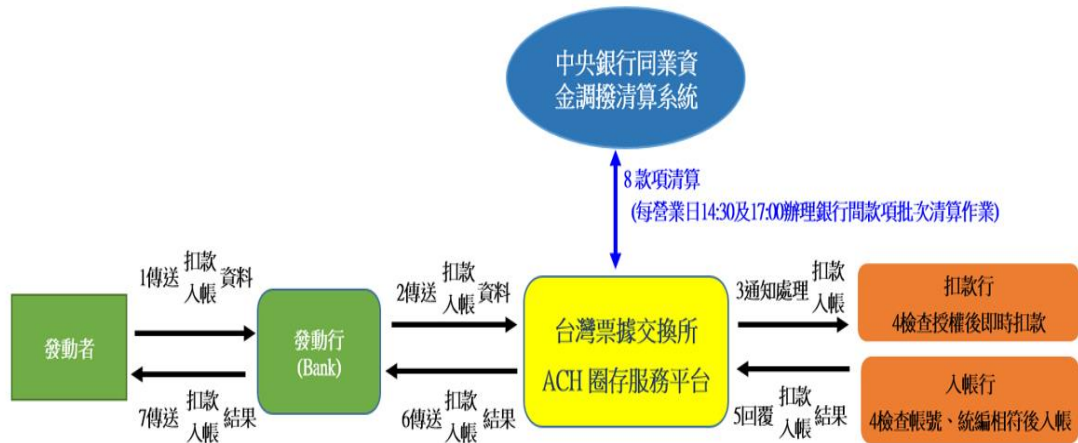 中央銀行同業資
金調撥清算系統
8 款項清算
(每營業日14:30及17:00辦理銀行間款項批次清算作業)
1傳送 扣款 資料
入帳
2傳送 扣款 資料
入帳
3通知處理 扣款
入帳
發動者
發動行
(Bank)
台灣票據交換所
ACH 圈存服務平台
扣款行
4檢查授權後即時扣款
入帳行
4檢查帳號、統編相符後入帳
7傳送 扣款 結果
入帳
6傳送 扣款 結果
入帳
5回覆 扣款 結果
入帳